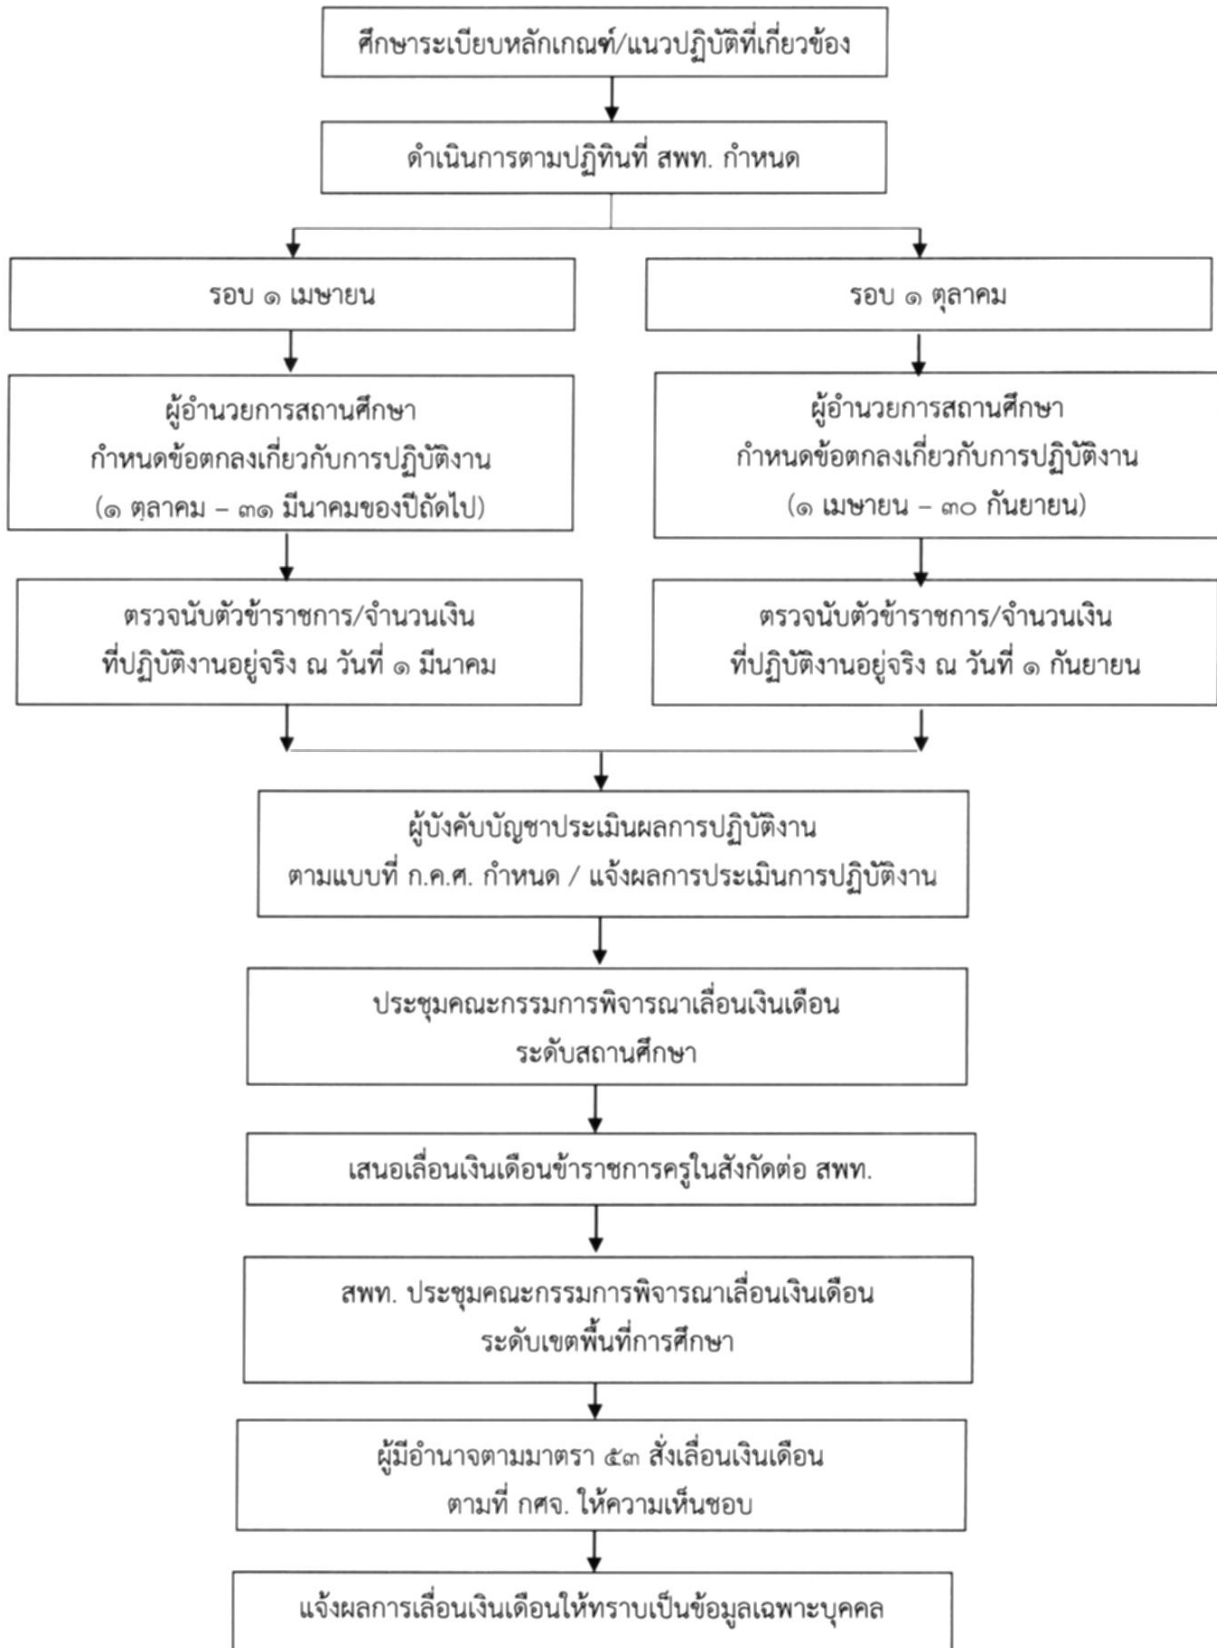 ศึกษาระเบียบหลักเกณฑ์/แนวปฏิบัติที่เกี่ยวข้อง
ดำเนินการตามปฏิทินที่ สพท. กำหนด
รอบ ๑ เมษายน
รอบ ๑ ตุลาคม
ผู้อำนวยการสถานศึกษา
กำหนดข้อตกลงเกี่ยวกับการปฏิบัติงาน
(๑ ตุลาคม – ๓๑ มีนาคมของปีถัดไป)
ผู้อำนวยการสถานศึกษา
กำหนดข้อตกลงเกี่ยวกับการปฏิบัติงาน
(๑ เมษายน – ๓๐ กันยายน)
ตรวจนับตัวข้าราชการ/จำนวนเงิน
ที่ปฏิบัติงานอยู่จริง ณ วันที่ ๑ มีนาคม
ตรวจนับตัวข้าราชการ/จำนวนเงิน
ที่ปฏิบัติงานอยู่จริง ณ วันที่ ๑ กันยายน
ผู้บังคับบัญชาประเมินผลการปฏิบัติงาน
ตามแบบที่ ก.ค.ศ. กำหนด / แจ้งผลการประเมินการปฏิบัติงาน
ประชุมคณะกรรมการพิจารณาเลื่อนเงินเดือน
ระดับสถานศึกษา
เสนอเลื่อนเงินเดือนข้าราชการครูในสังกัดต่อ สพท.
สพท. ประชุมคณะกรรมการพิจารณาเลื่อนเงินเดือน
ระดับเขตพื้นที่การศึกษา
ผู้มีอำนาจตามมาตรา ๕๓ สั่งเลื่อนเงินเดือน
ตามที่ กศจ. ให้ความเห็นชอบ
แจ้งผลการเลื่อนเงินเดือนให้ทราบเป็นข้อมูลเฉพาะบุคคล